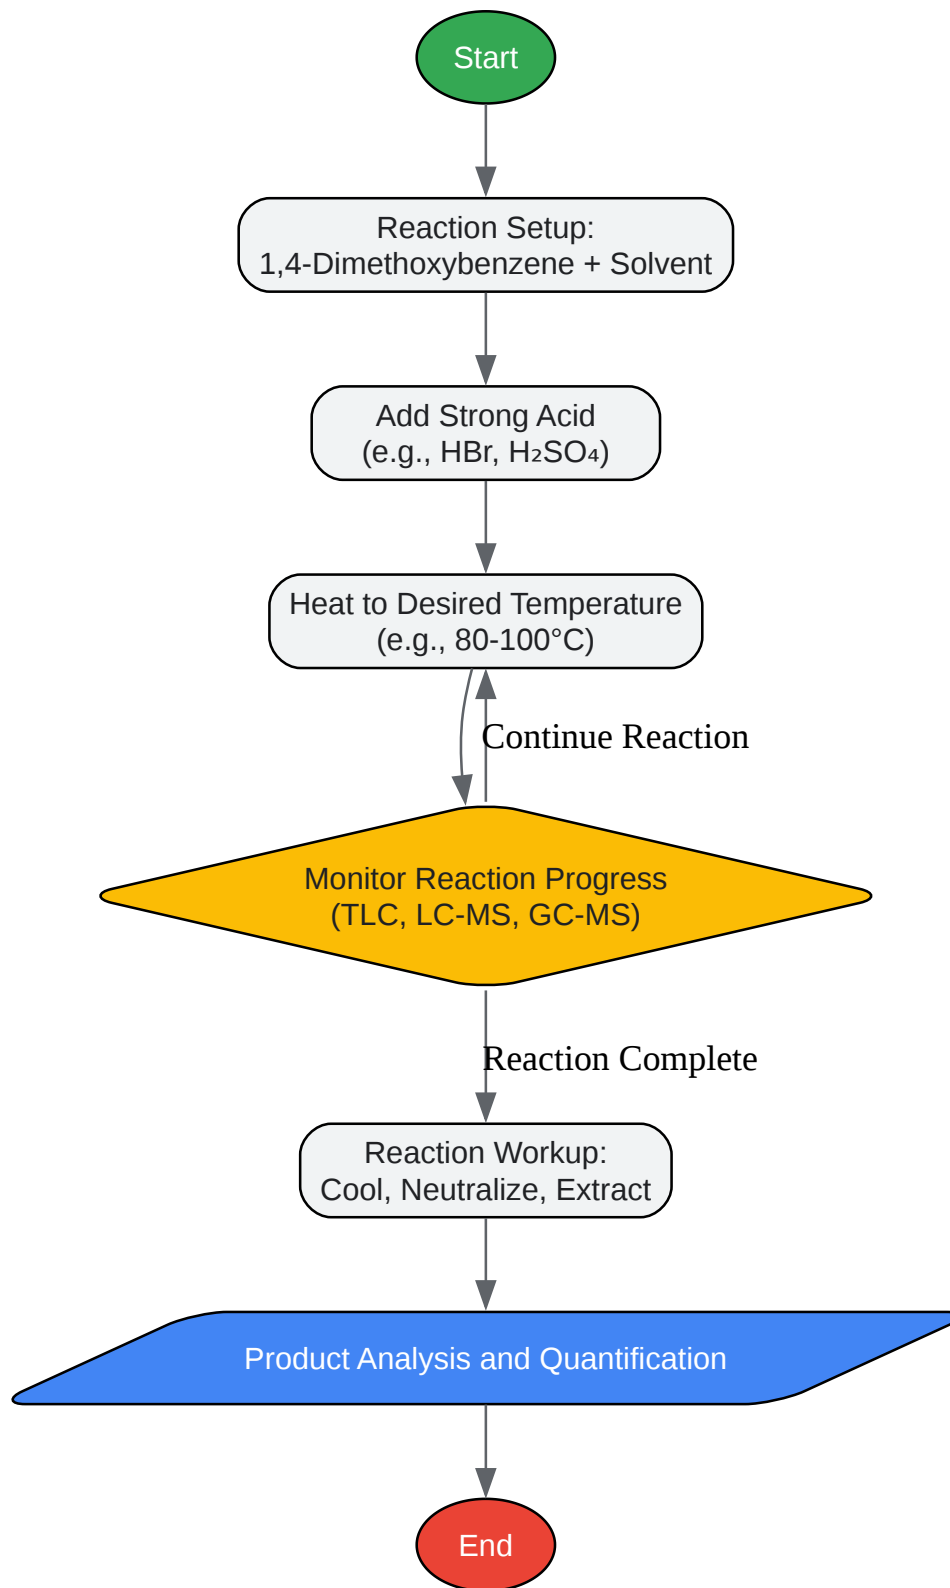 Start
Reaction Setup:
1,4-Dimethoxybenzene + Solvent
Add Strong Acid
(e.g., HBr, H₂SO₄)
Heat to Desired Temperature
(e.g., 80-100°C)
Continue Reaction
Monitor Reaction Progress
(TLC, LC-MS, GC-MS)
Reaction Complete
Reaction Workup:
Cool, Neutralize, Extract
Product Analysis and Quantification
End